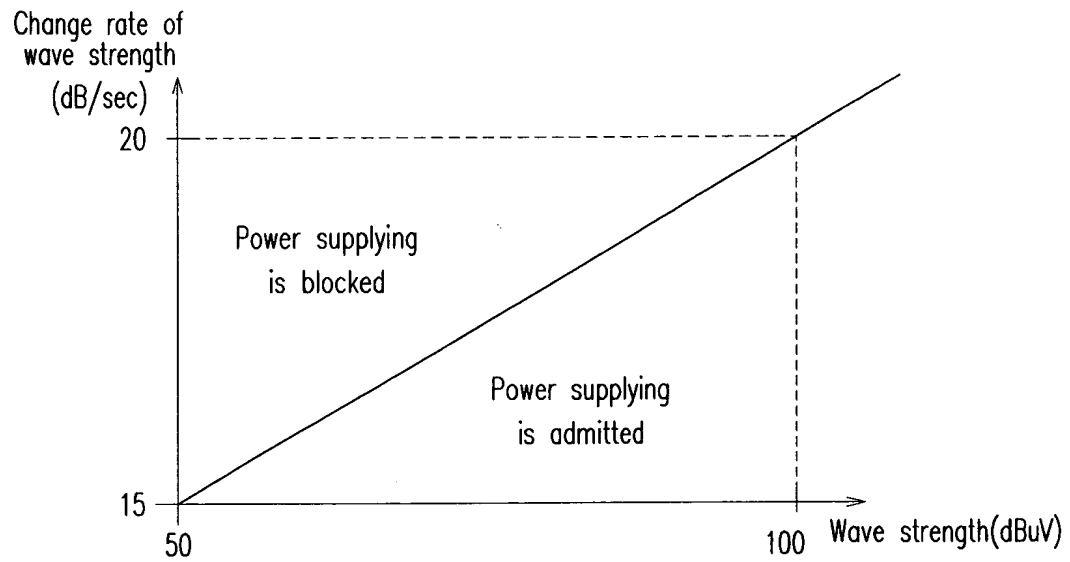 Change rate of
wave strength
(dB/sec)
20
Power supplying
is blocked
Power supplying
is admitted
15
50
100
Wave strength(dBuV)